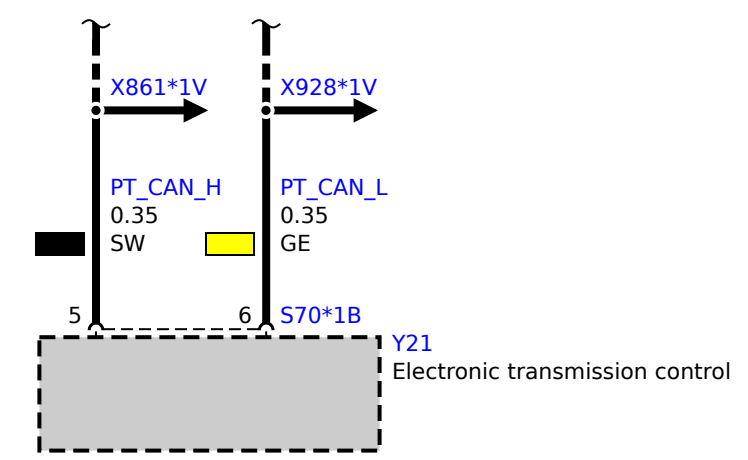 X861*1V
X928*1V
PT_CAN_H
0.35
SW
PT_CAN_L
0.35
GE
5
6
S70*1B
Y21
Electronic transmission control